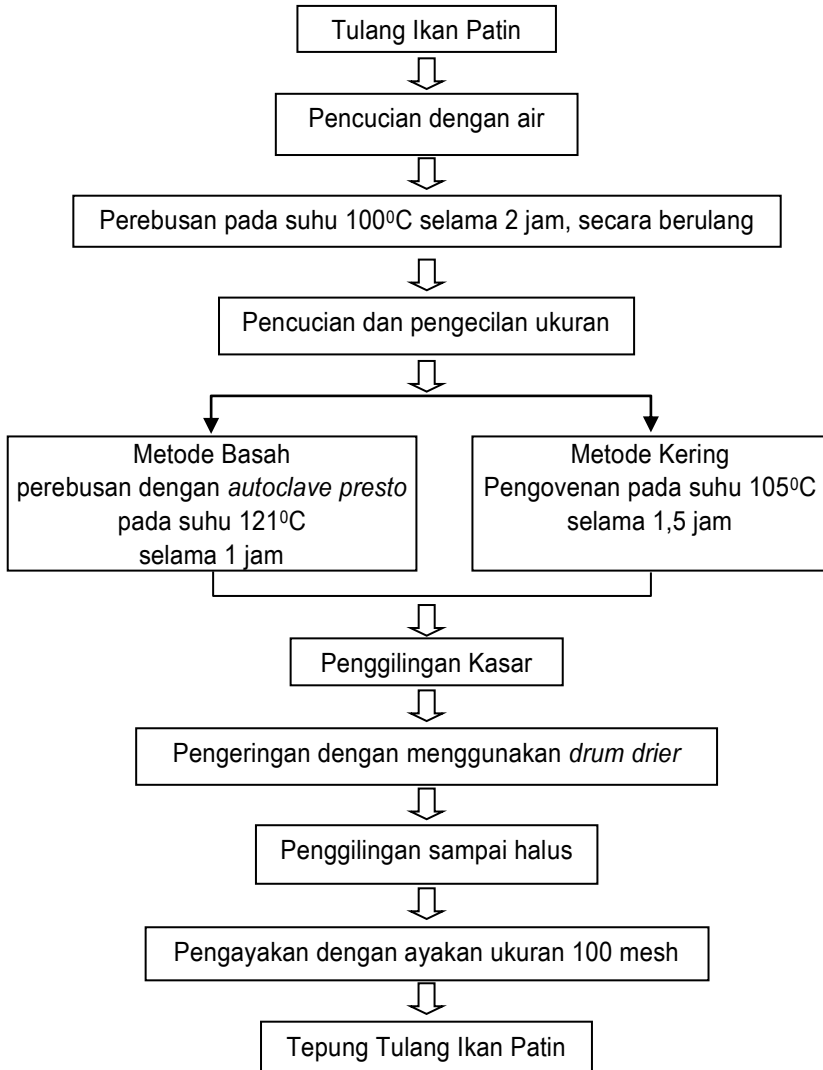 Tulang Ikan Patin
Pencucian dengan air
Perebusan pada suhu 100⁰C selama 2 jam, secara berulang
Pencucian dan pengecilan ukuran
Metode Basah
perebusan dengan autoclave presto
pada suhu 121⁰C
selama 1 jam
Metode Kering
Pengovenan pada suhu 105⁰C
selama 1,5 jam
Penggilingan Kasar
Pengeringan dengan menggunakan drum drier
Penggilingan sampai halus
Pengayakan dengan ayakan ukuran 100 mesh
Tepung Tulang Ikan Patin